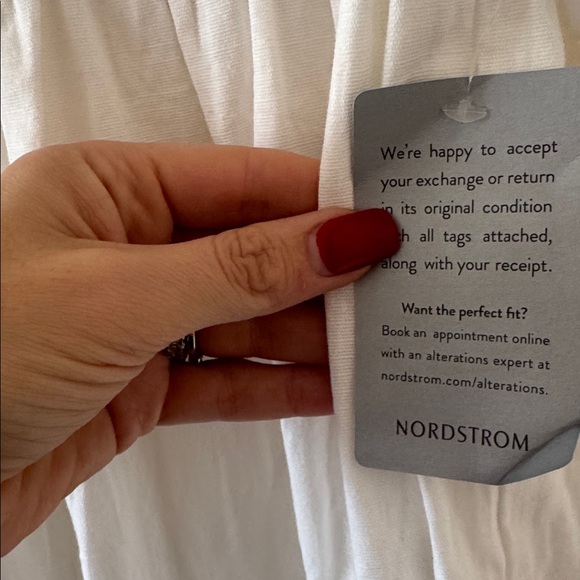 We're happy to accept
your exchange or return
in its original condition
all tags attached,
along with your receipt.
Want the perfect fit?
Book an appointment online
with an alterations expert at
nordstrom.com/alterations.
NORDSTROM